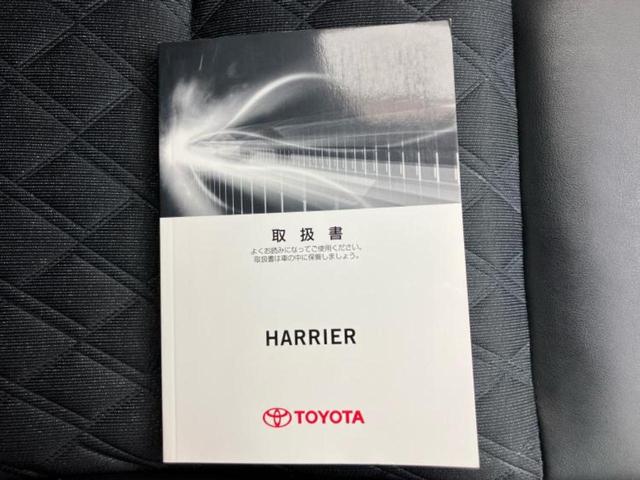 取扱書
よくお読みになってご使用ください。
取扱書は車の中に保管しましょう。
HARRIER
TOYOTA